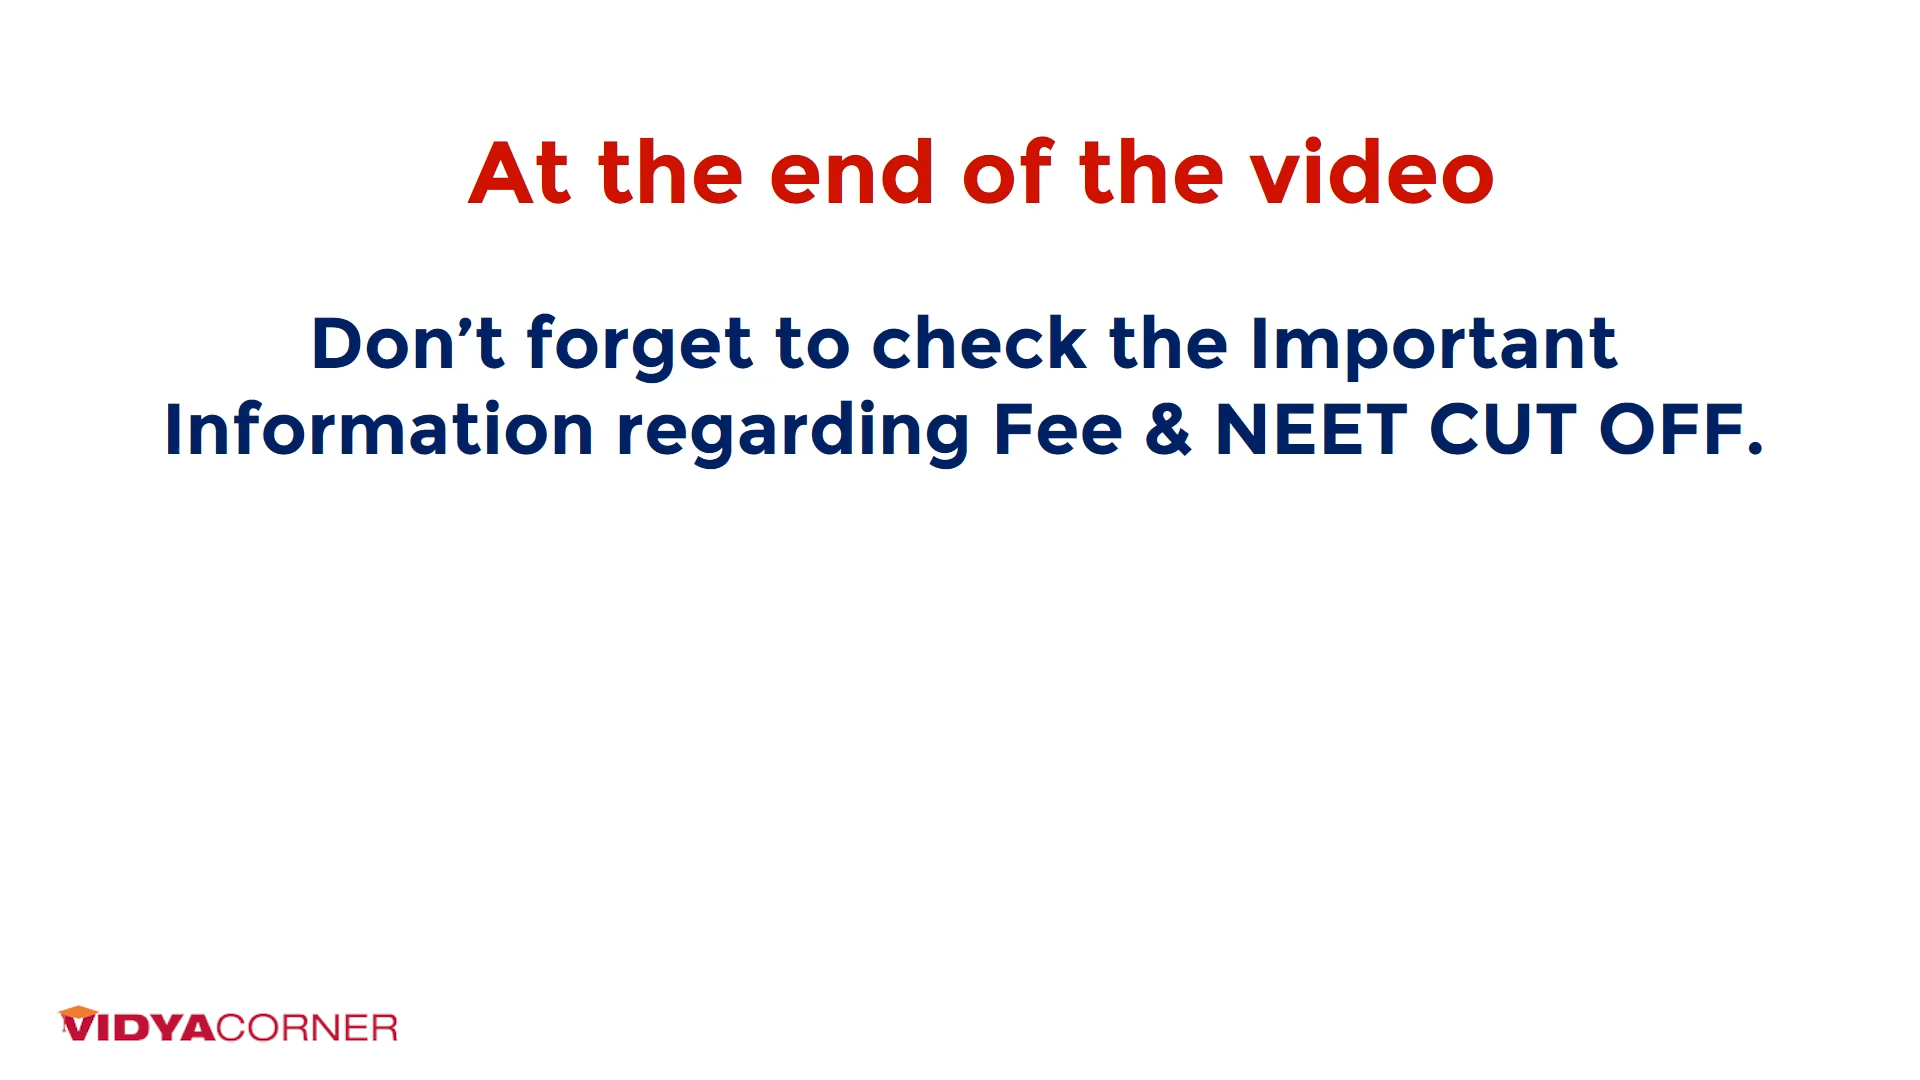 At the end of the video
Don’t forget to check the Important
Information regarding Fee & NEET CUT OFF.
VIDYACORNER